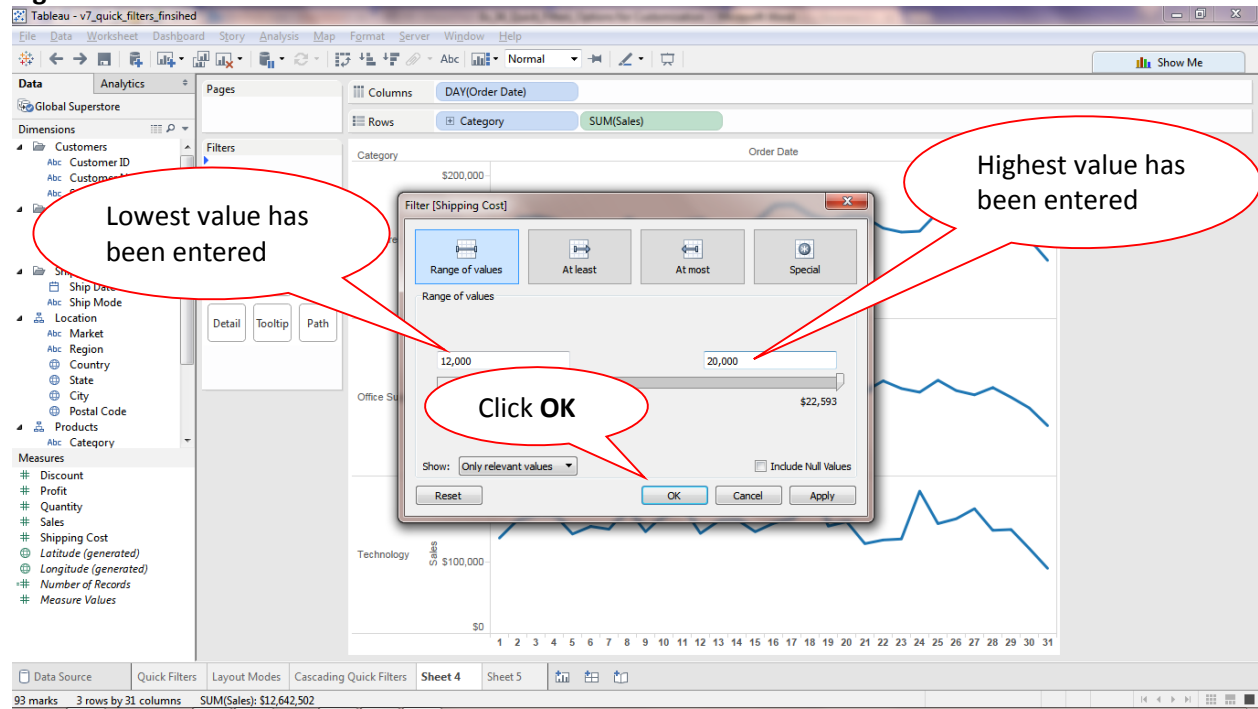 Tableau - v7_quick_filters_finsihed
File Data Worksheet Dashboard Story Analysis Map Format Server Window Help
Abc Normal Show Me
Data Analytics
Global Superstore
Dimensions
Customers
Abc Customer ID
Abc
Abc
Ship Mode
Abc
Location
Abc Market
Abc Region
Country
State
City
Postal Code
Products
Abc Category
Measures
# Discount
# Profit
# Quantity
# Sales
# Shipping Cost
Latitude (generated)
Longitude (generated)
# Number of Records
# Measure Values
Pages
Filters
Detail Tooltip Path
Columns DAY(Order Date)
Rows Category SUM(Sales)
Category Order Date
$200,000
Lowest value has
been entered
Highest value has
been entered
Filter [Shipping Cost]
Range of values At least At most Special
Range of values
12,000 20,000
$22,593
Click OK
Show: Only relevant values Include Null Values
Reset OK Cancel Apply
Office Su
Technology
Sales
$100,000
$0
1 2 3 4 5 6 7 8 9 10 11 12 13 14 15 16 17 18 19 20 21 22 23 24 25 26 27 28 29 30 31
Data Source Quick Filters Layout Modes Cascading Quick Filters Sheet 4 Sheet 5
93 marks 3 rows by 31 columns SUM(Sales): $12,642,502